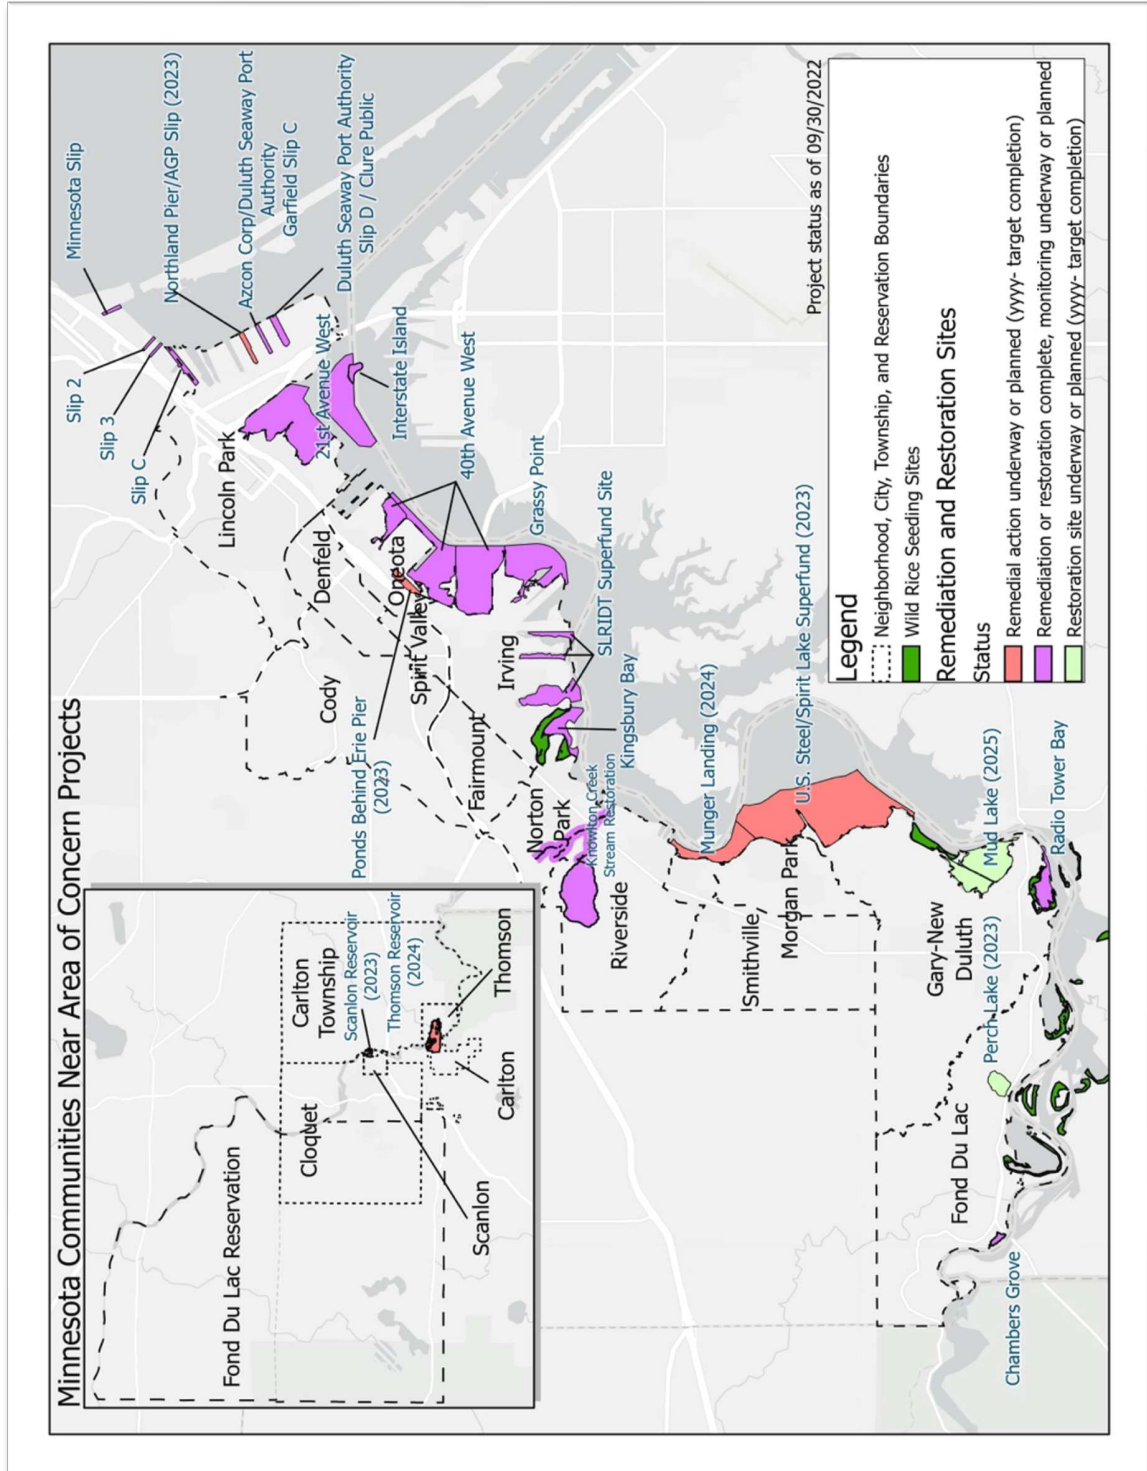 Minnesota Communities Near Area of Concern Projects
Minnesota Slip
Slip 2
Slip 3
Slip C
Northland Pier/AGP Slip (2023)
Azcon Corp/Duluth Seaway Port
Authority
Garfield Slip C
Duluth Seaway Port Authority
Slip D / Clure Public
Lincoln Park
21st Avenue West
Interstate Island
40th Avenue West
Denfeld
Oneota
Grassy Point
Spirit Valley
Cody
Irving
SLRIDT Superfund Site
Ponds Behind Erie Pier
(2023)
Fairmount
Kingsbury Bay
Norton
Park
Knowlton Creek
Stream Restoration
Munger Landing (2024)
U.S. Steel/Spirit Lake Superfund (2023)
Riverside
Smithville
Morgan Park
Gary-New
Duluth
Mud Lake (2025)
Radio Tower Bay
Perch Lake (2023)
Fond Du Lac
Chambers Grove
Fond Du Lac Reservation
Cloquet
Carlton
Township
Scanlon Reservoir
(2023)
Thomson Reservoir
(2024)
Thomson
Carlton
Scanlon
Project status as of 09/30/2022
Legend
Neighborhood, City, Township, and Reservation Boundaries
Wild Rice Seeding Sites
Remediation and Restoration Sites
Status
Remedial action underway or planned (yyyy- target completion)
Remediation or restoration complete, monitoring underway or planned
Restoration site underway or planned (yyyy- target completion)